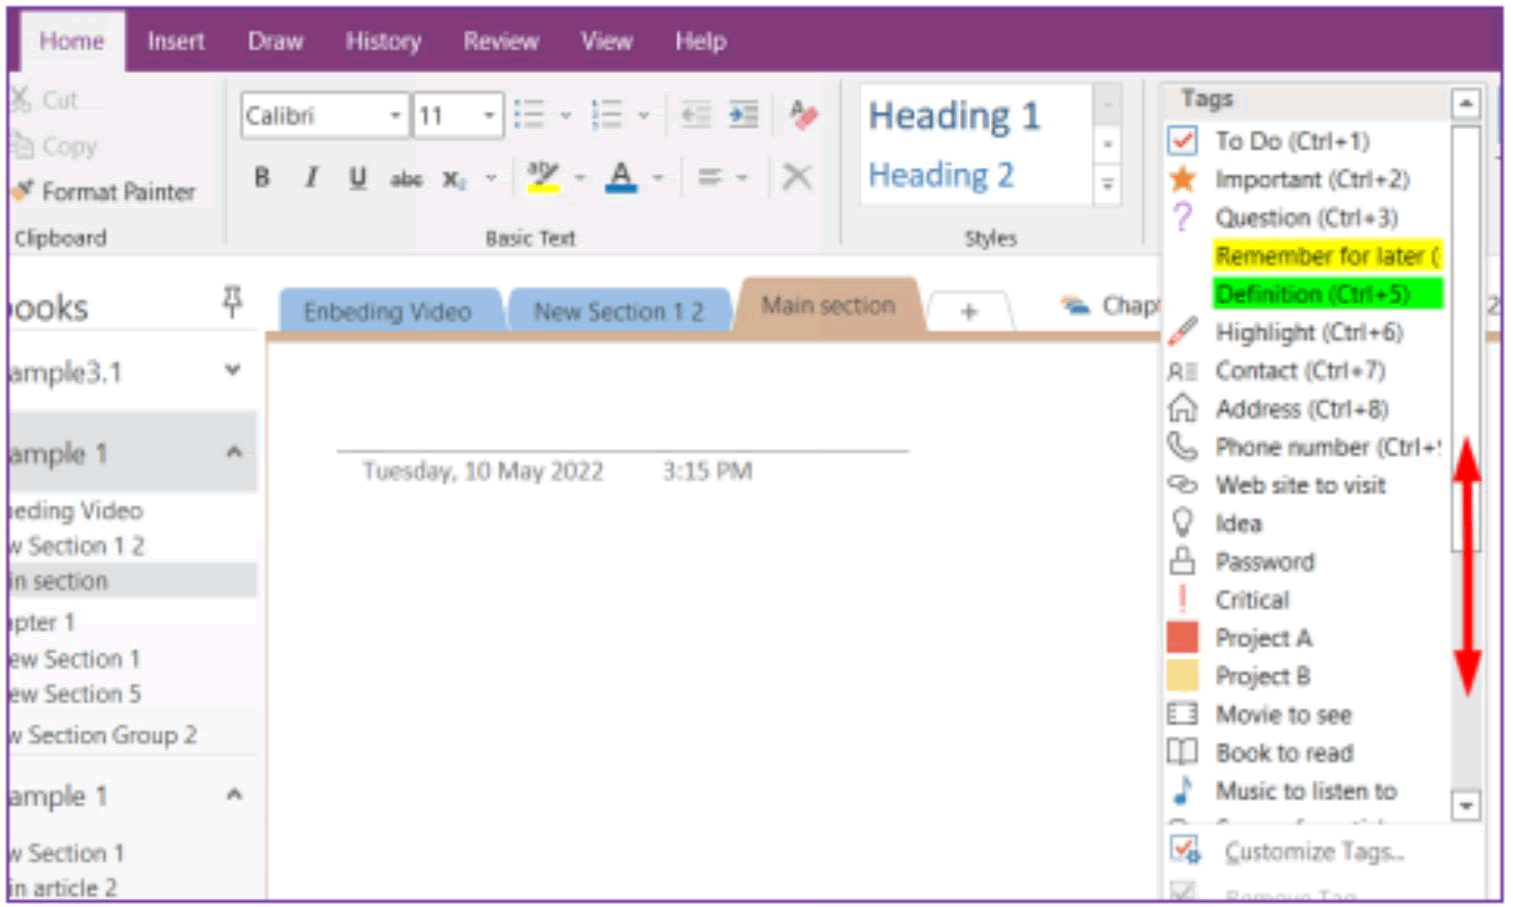 Home Insert Draw History Review View Help
Cut
Copy
Format Painter
Clipboard
Calibri 11
B I U abc X₂ aby A
Basic Text
Heading 1
Heading 2
Styles
Tags
To Do (Ctrl+1)
Important (Ctrl+2)
Question (Ctrl+3)
Remember for later (
Definition (Ctrl+5)
Highlight (Ctrl+6)
Contact (Ctrl+7)
Address (Ctrl+8)
Phone number (Ctrl+
Web site to visit
Idea
Password
Critical
Project A
Project B
Movie to see
Book to read
Music to listen to
Customize Tags...
Remove Tag
ooks
ample3.1
ample 1
eding Video
w Section 1 2
in section
pter 1
ew Section 1
ew Section 5
w Section Group 2
ample 1
w Section 1
in article 2
Enbeding Video New Section 1 2 Main section + Chap 2
Tuesday, 10 May 2022 3:15 PM